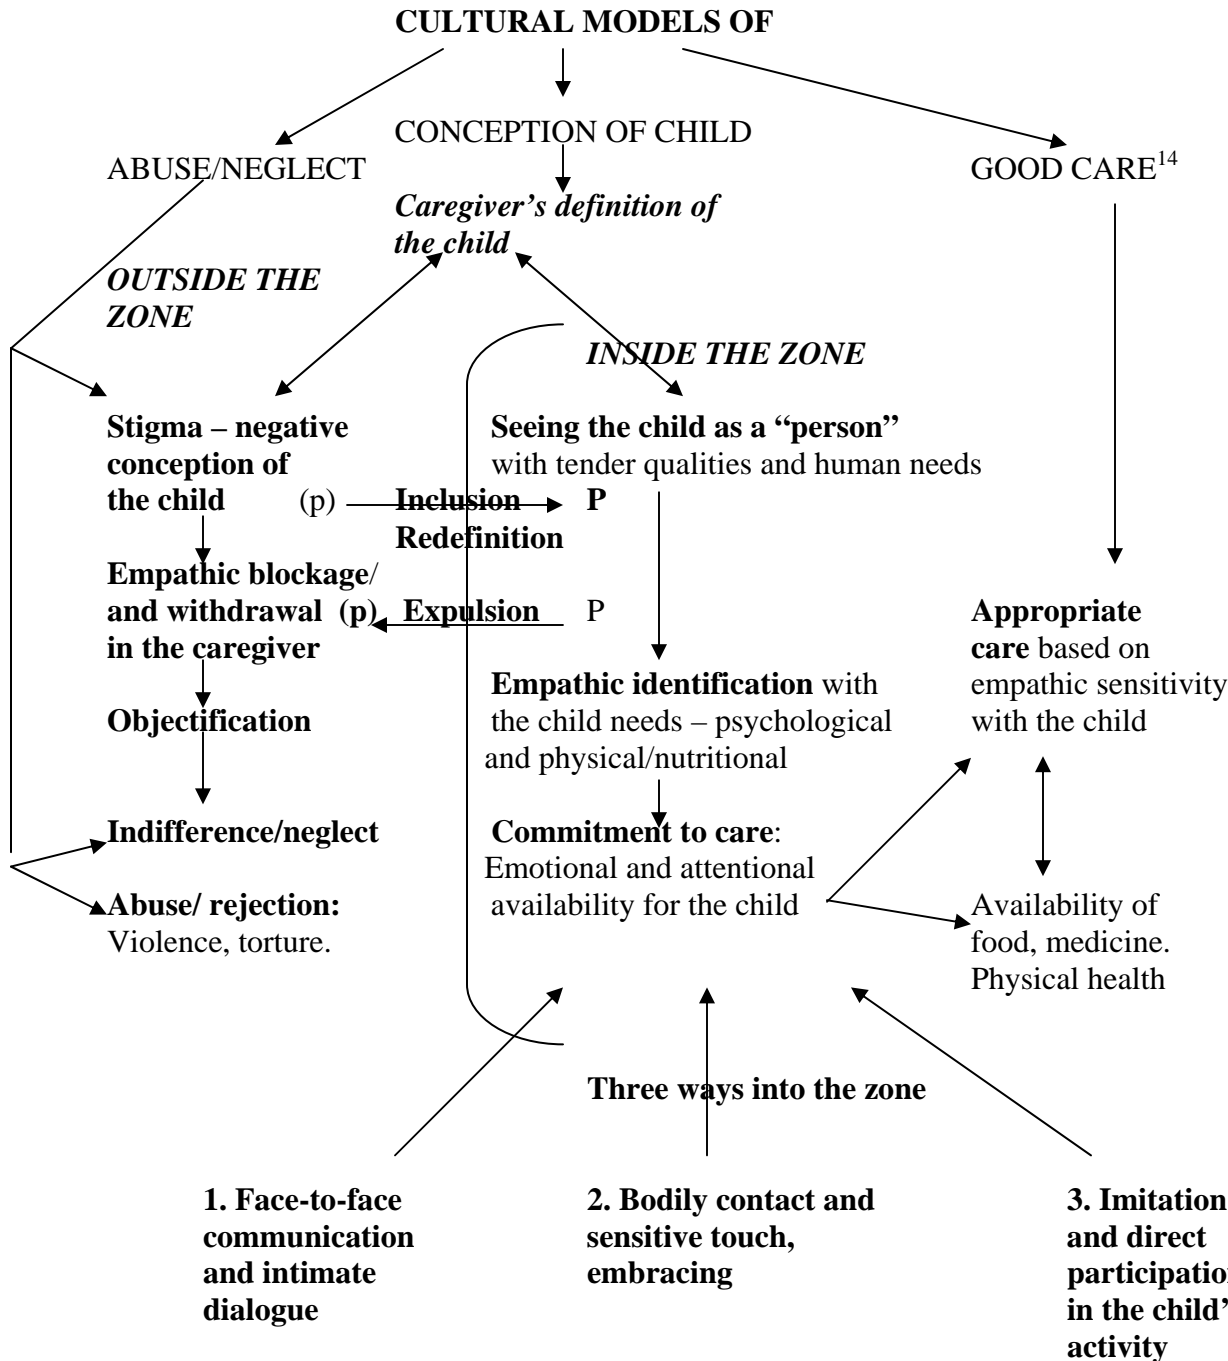 CULTURAL MODELS OF
CONCEPTION OF CHILD
ABUSE/NEGLECT
GOOD CARE14
Caregiver’s definition of
the child
OUTSIDE THE
ZONE
INSIDE THE ZONE
Stigma – negative
conception of
the child (p)
Seeing the child as a “person”
with tender qualities and human needs
Inclusion P
Redefinition
Empathic blockage/
and withdrawal (p) Expulsion P
in the caregiver
Appropriate
care based on
empathic sensitivity
with the child
Empathic identification with
the child needs – psychological
and physical/nutritional
Objectification
Indifference/neglect
Commitment to care:
Emotional and attentional
availability for the child
Abuse/ rejection:
Violence, torture.
Availability of
food, medicine.
Physical health
Three ways into the zone
1. Face-to-face
communication
and intimate
dialogue
2. Bodily contact and
sensitive touch,
embracing
3. Imitation
and direct
participatio
in the child’
activity